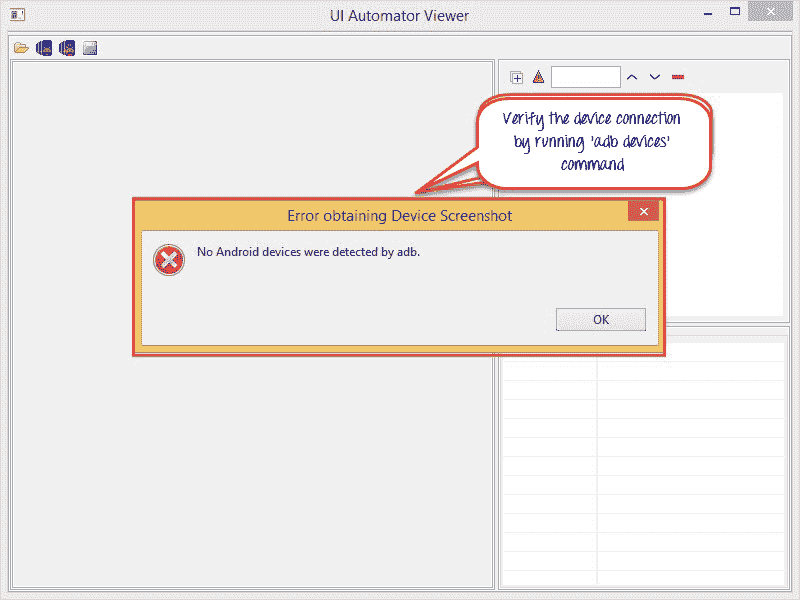 UI Automator Viewer
Verify the device connection
by running 'adb devices'
command
Error obtaining Device Screenshot
No Android devices were detected by adb.
OK